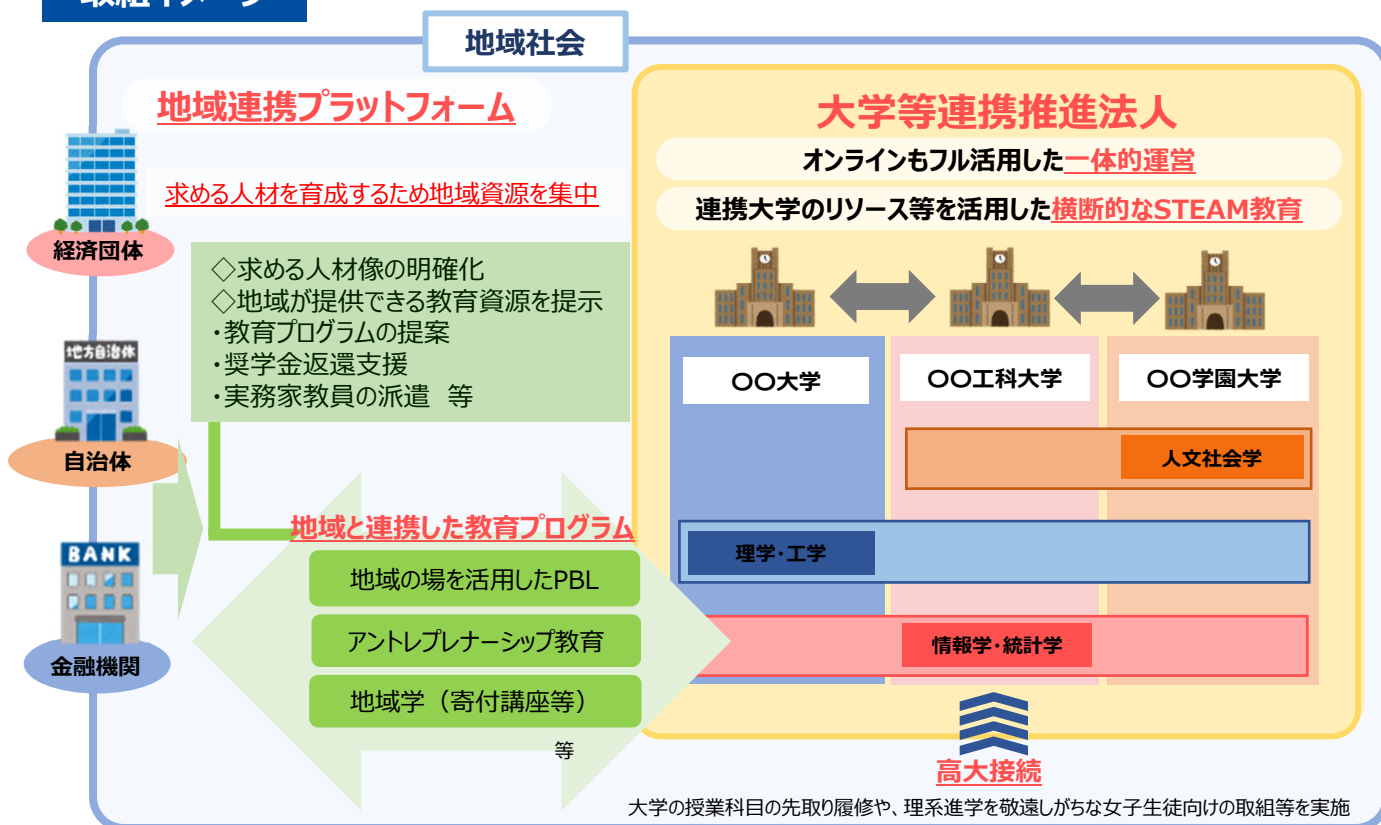 取組イメージ
地域社会
地域連携プラットフォーム
求める人材を育成するため地域資源を集中
経済団体
地方自治体
自治体
BANK
金融機関
◇求める人材像の明確化
◇地域が提供できる教育資源を提示
・教育プログラムの提案
・奨学金返還支援
・実務家教員の派遣　等
地域と連携した教育プログラム
地域の場を活用したPBL
アントレプレナーシップ教育
地域学（寄付講座等）
等
大学等連携推進法人
オンラインもフル活用した一体的運営
連携大学のリソース等を活用した横断的なSTEAM教育
〇〇大学
〇〇工科大学
〇〇学園大学
人文社会学
理学・工学
情報学・統計学
高大接続
大学の授業科目の先取り履修や、理系進学を敬遠しがちな女子生徒向けの取組等を実施